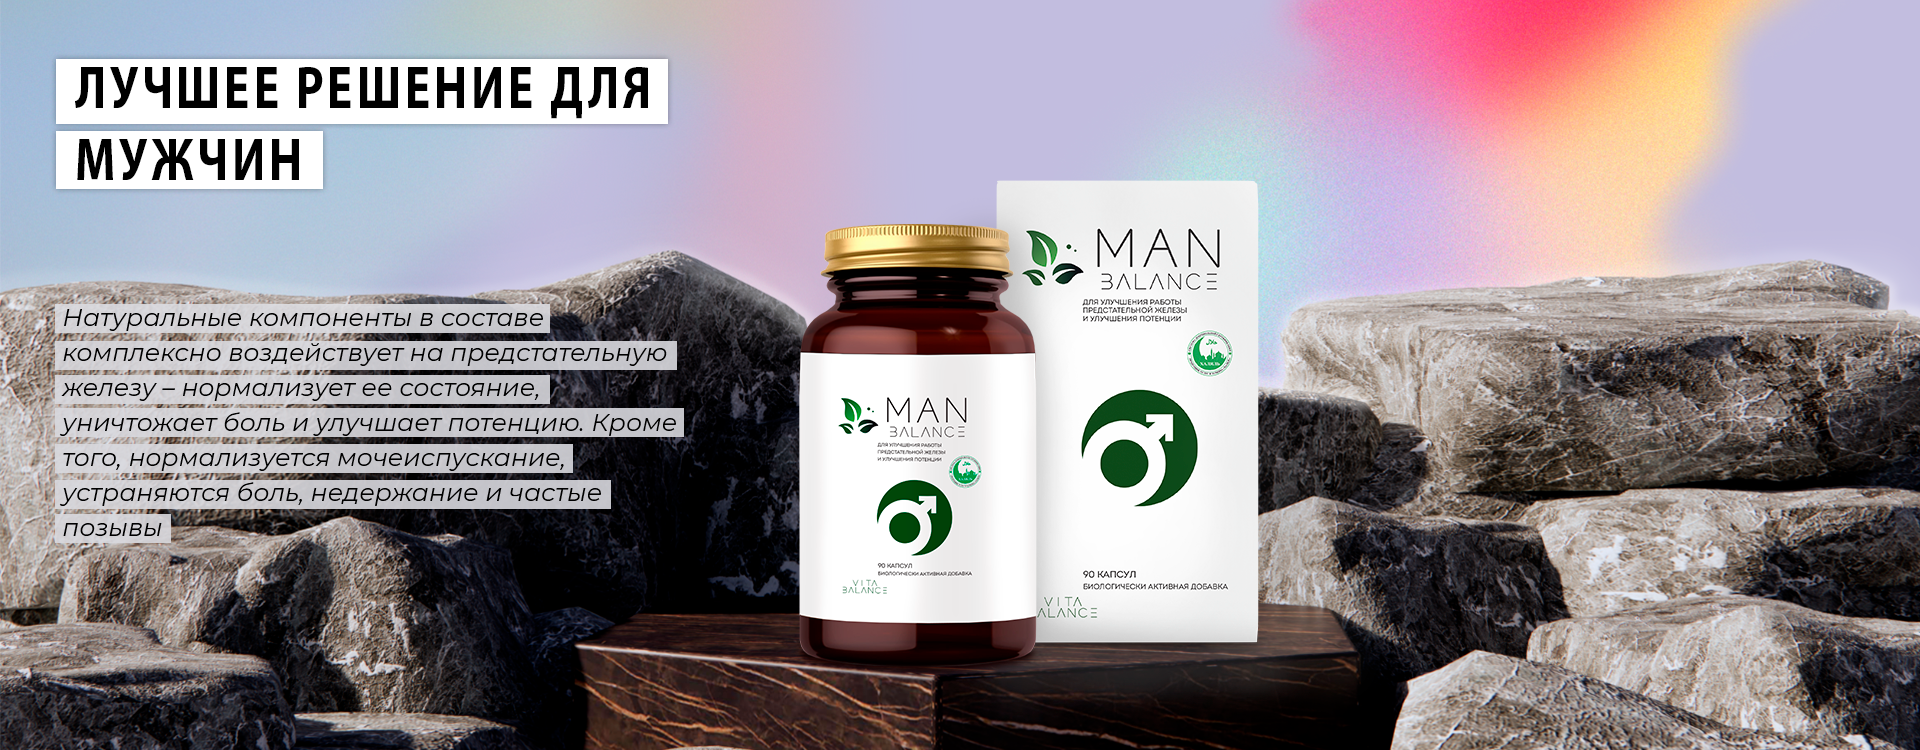 ЛУЧШЕЕ РЕШЕНИЕ ДЛЯ
МУЖЧИН
Натуральные компоненты в составе
комплексно воздействует на предстательную
железу – нормализует ее состояние,
уничтожает боль и улучшает потенцию. Кроме
того, нормализуется мочеиспускание,
устраняются боль, недержание и частые
позывы
MAN
BALANCE
ДЛЯ УЛУЧШЕНИЯ РАБОТЫ
ПРЕДСТАТЕЛЬНОЙ ЖЕЛЕЗЫ
И УЛУЧШЕНИЯ ПОТЕНЦИИ
90 КАПСУЛ
БИОЛОГИЧЕСКИ АКТИВНАЯ ДОБАВКА
VITA
BALANCE
MAN
BALANCE
ДЛЯ УЛУЧШЕНИЯ РАБОТЫ
ПРЕДСТАТЕЛЬНОЙ ЖЕЛЕЗЫ
И УЛУЧШЕНИЯ ПОТЕНЦИИ
90 КАПСУЛ
БИОЛОГИЧЕСКИ АКТИВНАЯ ДОБАВКА
VITA
ALANCE